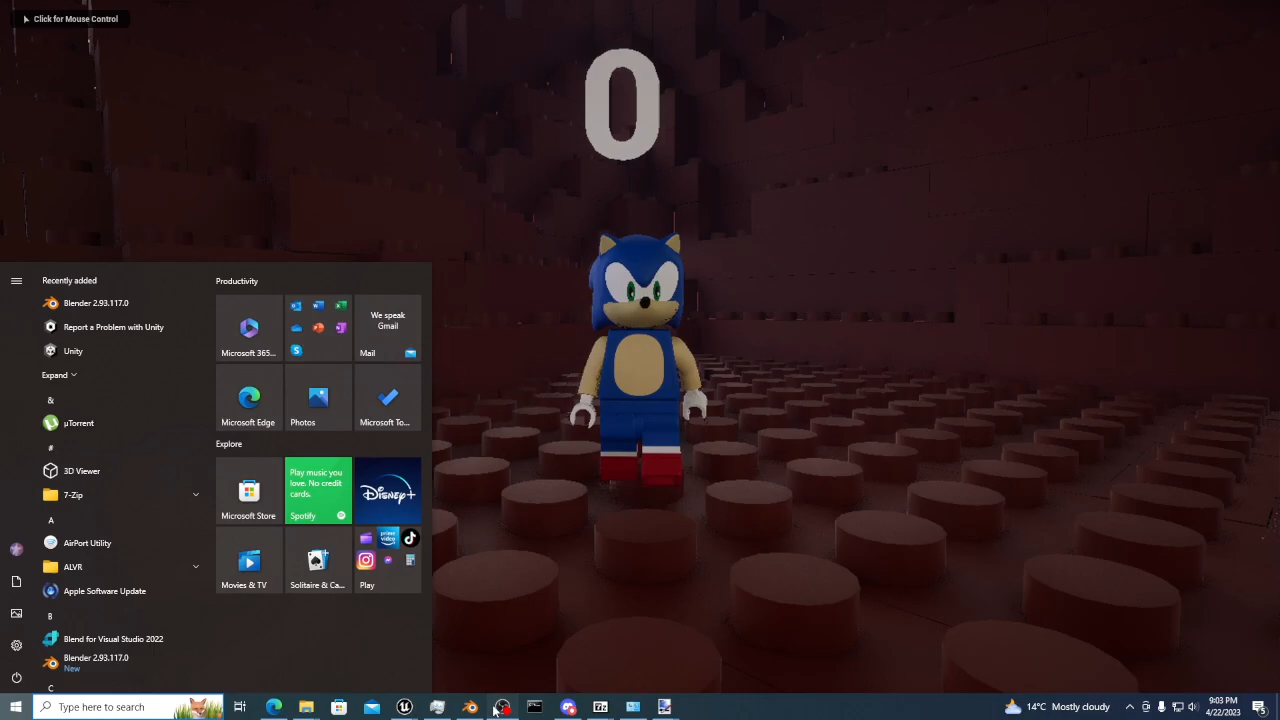 Click for Mouse Control
0
Recently added
Blender 2.93.117.0
Report a Problem with Unity
Unity
Expand
&
µTorrent
#
3D Viewer
7-Zip
A
AirPort Utility
ALVR
Apple Software Update
B
Blend for Visual Studio 2022
Blender 2.93.117.0
New
C
Productivity
Microsoft 365...
We speak
Gmail
Mail
Microsoft Edge
Photos
Microsoft To...
Explore
Microsoft Store
Play music you
love. No credit
cards.
Spotify
Disney+
Movies & TV
Solitaire & Ca...
prime video
Play
Type here to search
14°C Mostly cloudy
9:03 PM
4/22/2023